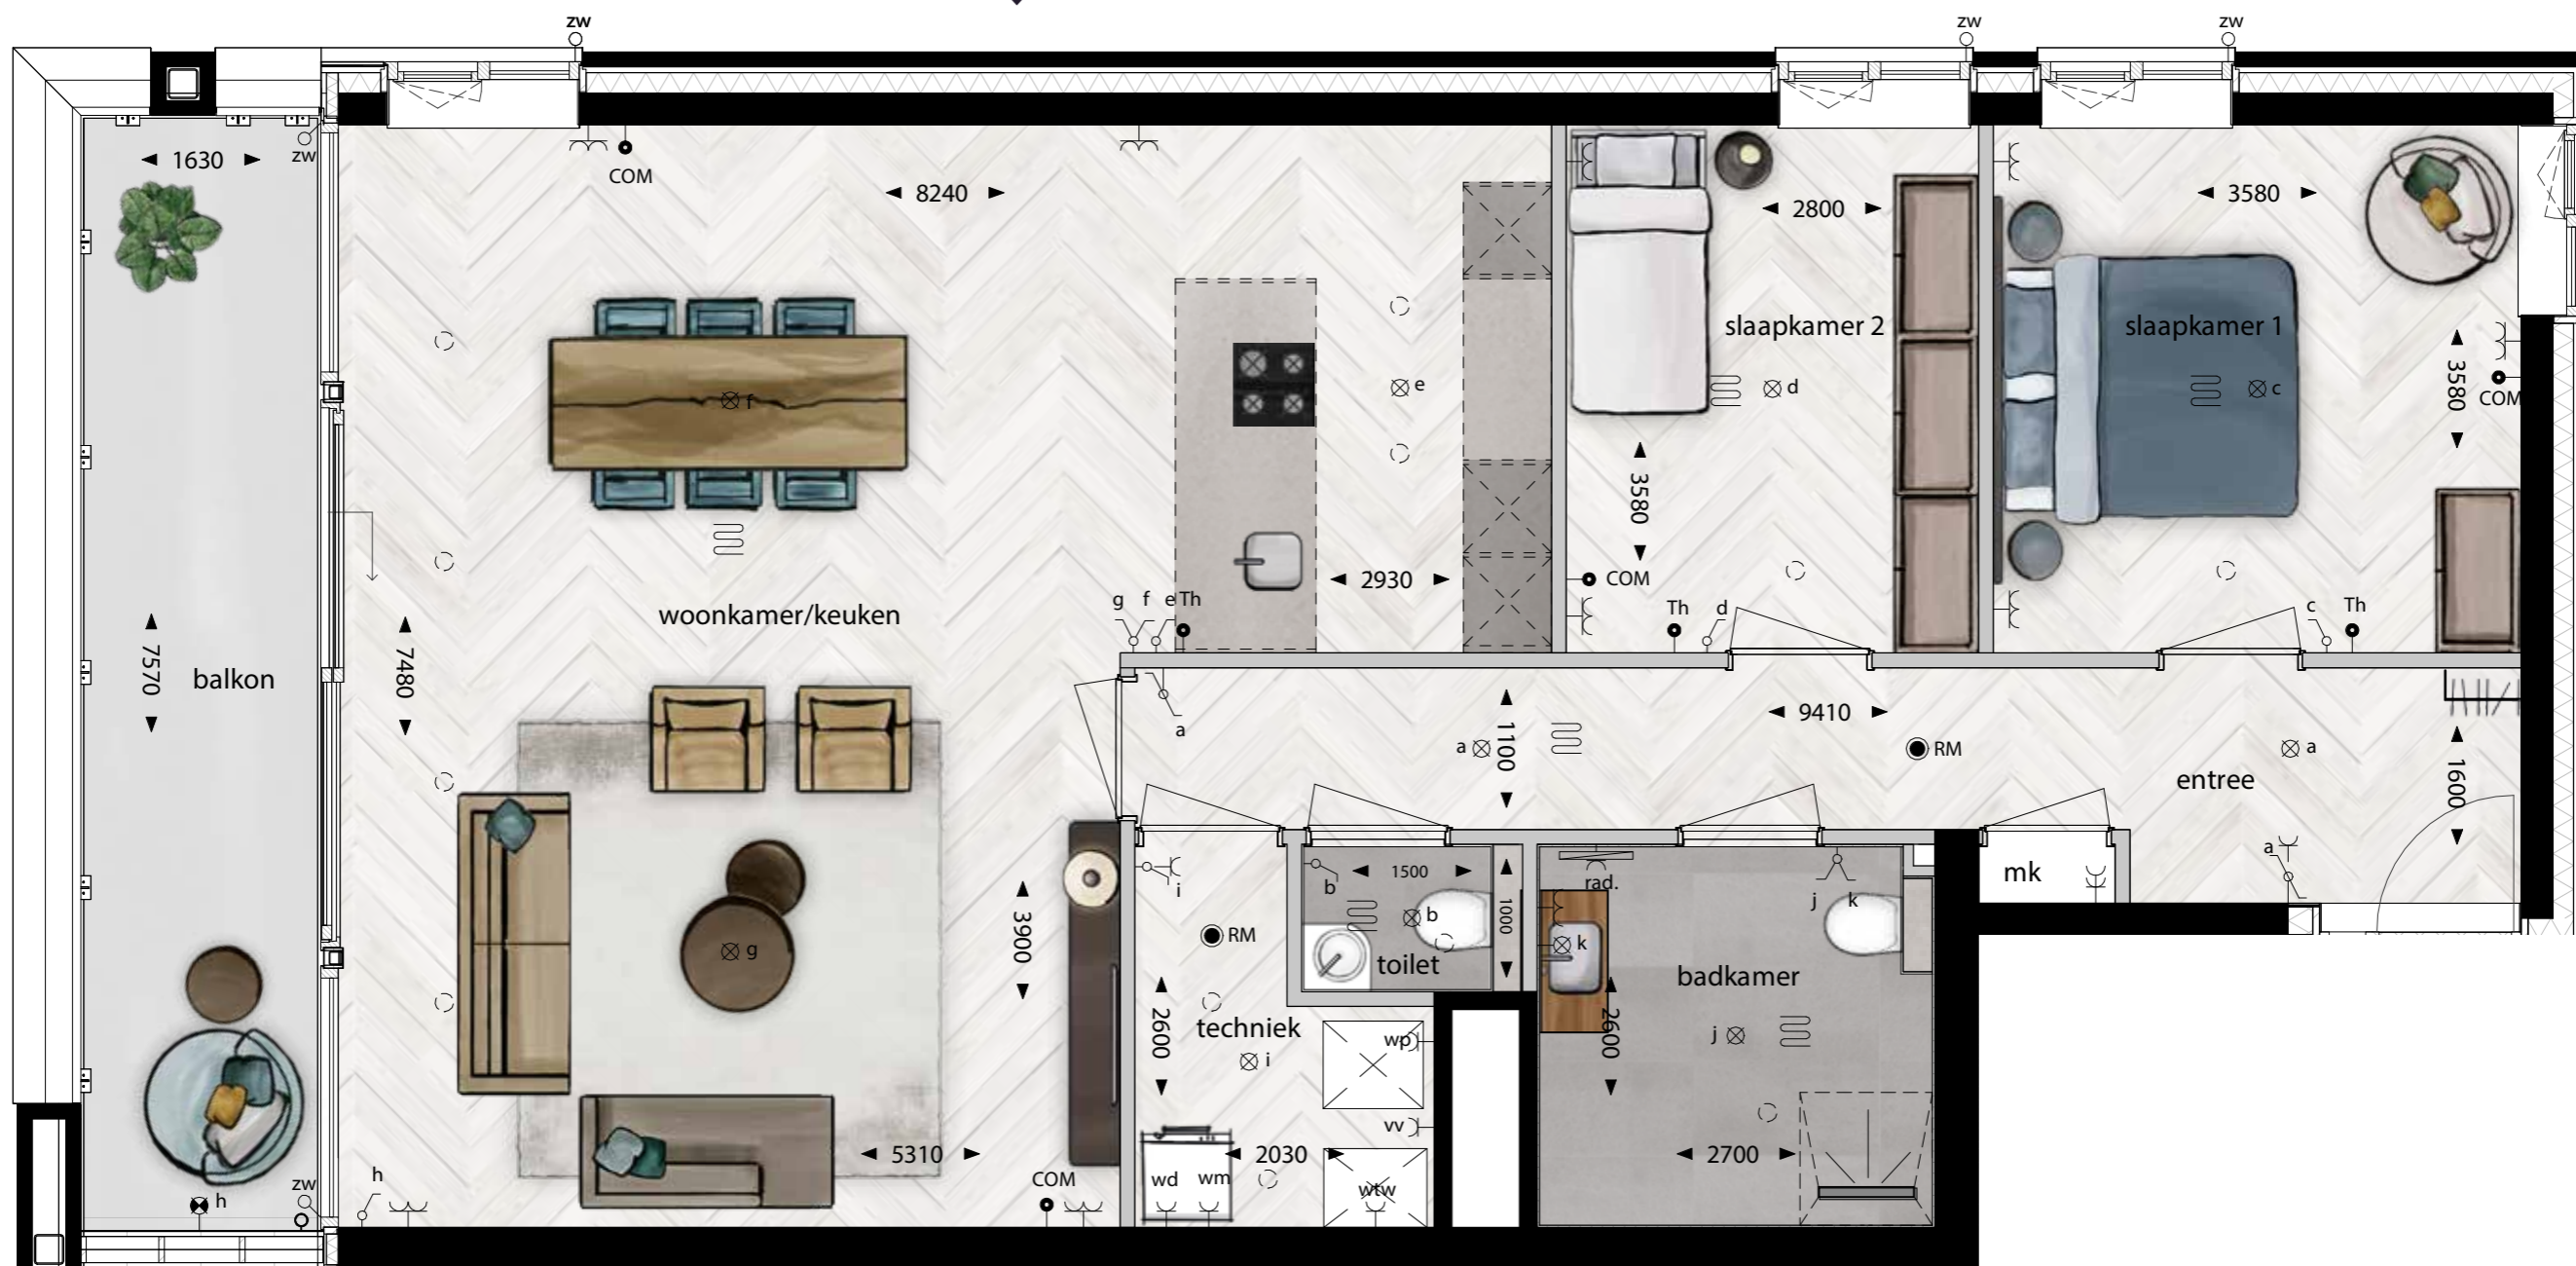 zw
zw
zw
1630
zw
COM
8240
2800
3580
slaapkamer 2
slaapkamer 1
f
e
d
c
3580
COM
3580
2930
COM
g
f
e
Th
Th
d
c
Th
woonkamer/keuken
7570
balkon
7480
a
a
1100
9410
RM
a
entree
1600
3900
i
b
1500
b
1000
rad.
j
k
mk
a
g
RM
toilet
k
badkamer
2600
techniek
i
wp
2600
j
vv
5310
2030
2700
h
zw
h
COM
wd
wm
wtw